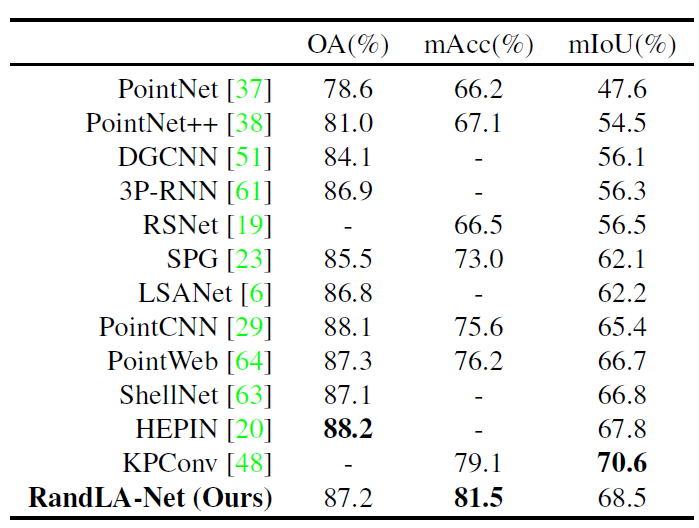 OA(%) mAcc(%) mIoU(%)
PointNet [37] 78.6 66.2 47.6
PointNet++ [38] 81.0 67.1 54.5
DGCNN [51] 84.1 - 56.1
3P-RNN [61] 86.9 - 56.3
RSNet [19] - 66.5 56.5
SPG [23] 85.5 73.0 62.1
LSANet [6] 86.8 - 62.2
PointCNN [29] 88.1 75.6 65.4
PointWeb [64] 87.3 76.2 66.7
ShellNet [63] 87.1 - 66.8
HEPIN [20] 88.2 - 67.8
KPConv [48] - 79.1 70.6
RandLA-Net (Ours) 87.2 81.5 68.5